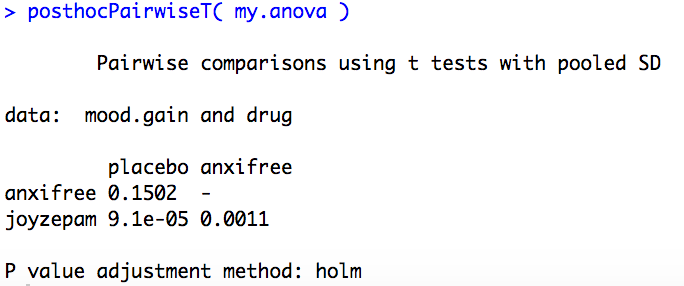 > posthocPairwiseT( my.anova )
Pairwise comparisons using t tests with pooled SD
data:  mood.gain and drug
placebo anxifree
anxifree 0.1502  -
joyzepam 9.1e-05 0.0011
P value adjustment method: holm